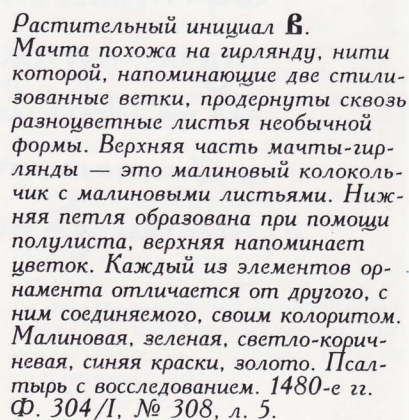 Растительный инициал В.
Мачта похожа на гирлянду, нити
которой, напоминающие две стили-
зованные ветки, продернуты сквозь
разноцветные листья необычной
формы. Верхняя часть мачты-гир-
лянды — это малиновый колоколь-
чик с малиновыми листьями. Ниж-
няя петля образована при помощи
полулиста, верхняя напоминает
цветок. Каждый из элементов ор-
намента отличается от другого, с
ним соединяемого, своим колоритом.
Малиновая, зеленая, светло-корич-
невая, синяя краски, золото. Псал-
тырь с восследованием. 1480-е гг.
Ф. 304/I, № 308, л. 5.